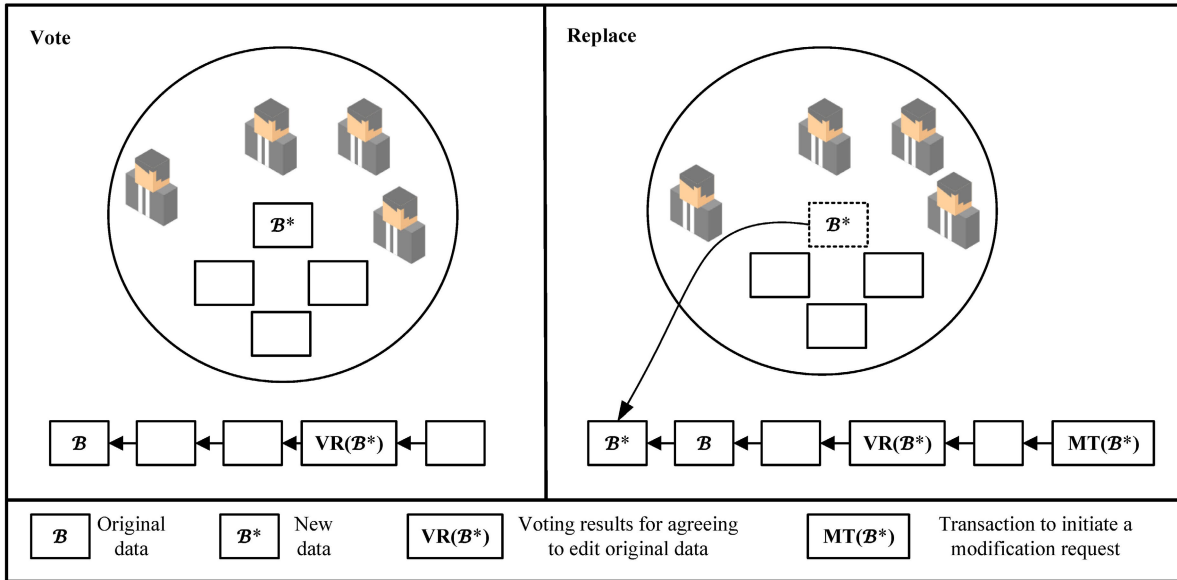 Vote
ℬ*
ℬ
VR(ℬ*)
Replace
ℬ*
ℬ*
ℬ
VR(ℬ*)
MT(ℬ*)
ℬ
Original
data
ℬ*
New
data
VR(ℬ*)
Voting results for agreeing
to edit original data
MT(ℬ*)
Transaction to initiate a
modification request